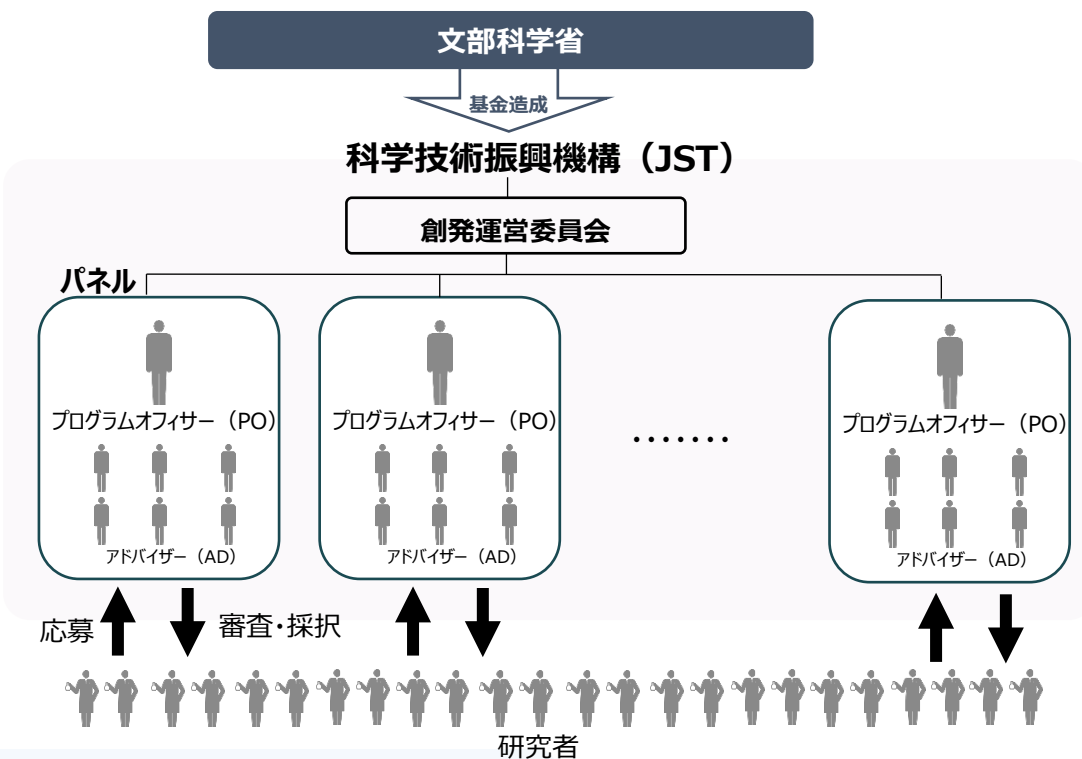 文部科学省
基金造成
科学技術振興機構（JST）
創発運営委員会
パネル
プログラムオフィサー（PO）
アドバイザー（AD）
プログラムオフィサー（PO）
アドバイザー（AD）
・・・・・・・
プログラムオフィサー（PO）
アドバイザー（AD）
応募
審査・採択
研究者